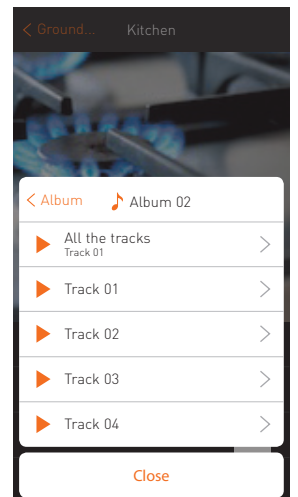 Ground...
Kitchen
Album
Album 02
All the tracks
Track 01
Track 01
Track 02
Track 03
Track 04
Close